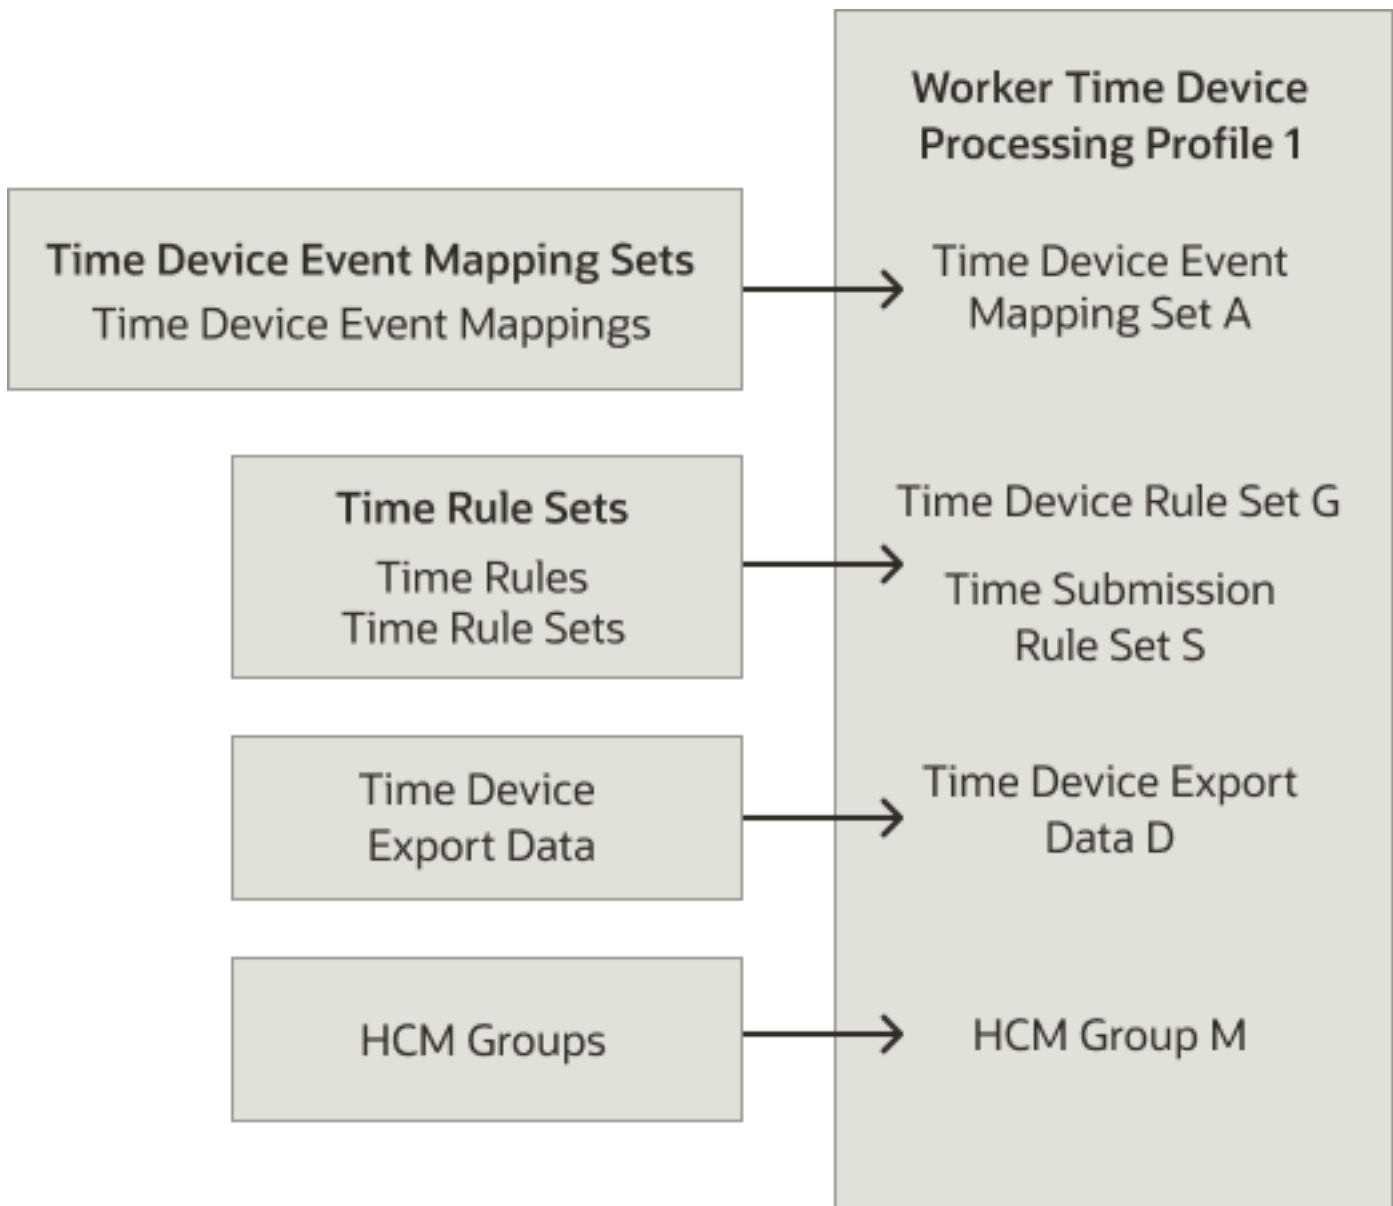 Worker Time Device
Processing Profile 1
Time Device Event Mapping Sets
Time Device Event Mappings
Time Device Event
Mapping Set A
Time Rule Sets
Time Rules
Time Rule Sets
Time Device Rule Set G
Time Submission
Rule Set S
Time Device
Export Data
Time Device Export
Data D
HCM Groups
HCM Group M